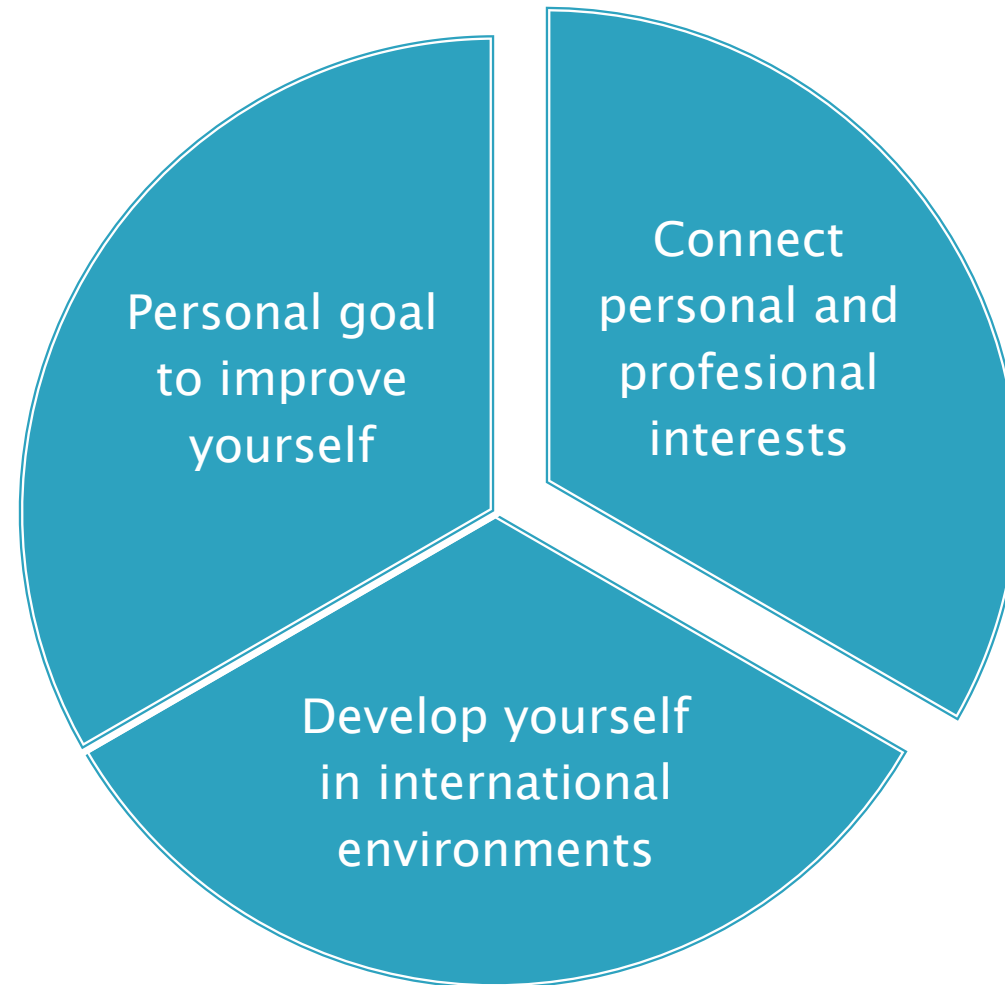 Connect
personal and
profesional
interests
Develop yourself
in international
environments
Personal goal
to improve
yourself